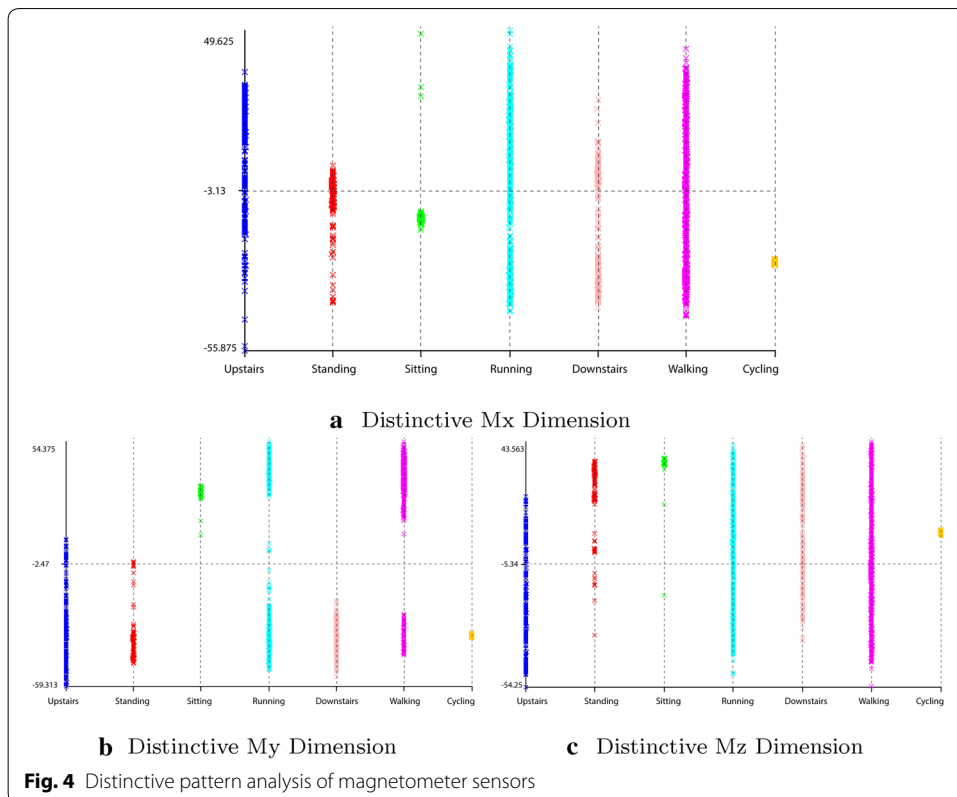 49.625
-3.13
-55.875
Upstairs Standing Sitting Running Downstairs Walking Cycling
a Distinctive Mx Dimension
54.375
-2.47
-59.313
Upstairs Standing Sitting Running Downstairs Walking Cycling
b Distinctive My Dimension
43.563
-5.34
-54.25
Upstairs Standing Sitting Running Downstairs Walking Cycling
c Distinctive Mz Dimension
Fig. 4 Distinctive pattern analysis of magnetometer sensors